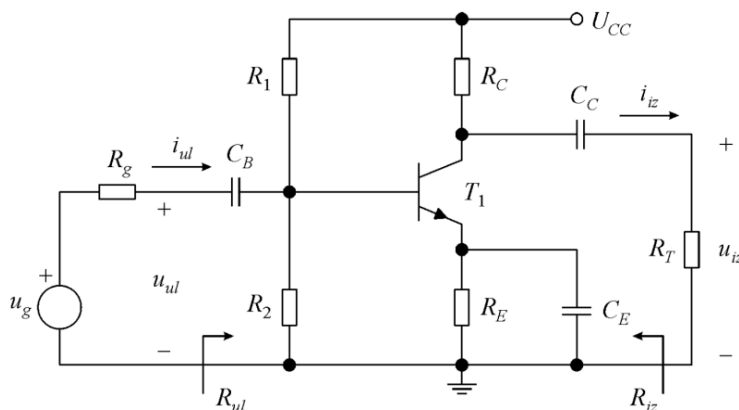 U_CC
R_1
R_C
C_C
i_iz
i_ul
C_B
R_g
+
+
T_1
+
u_g
u_ul
R_2
R_E
C_E
R_T
u_iz
−
−
R_ul
R_iz